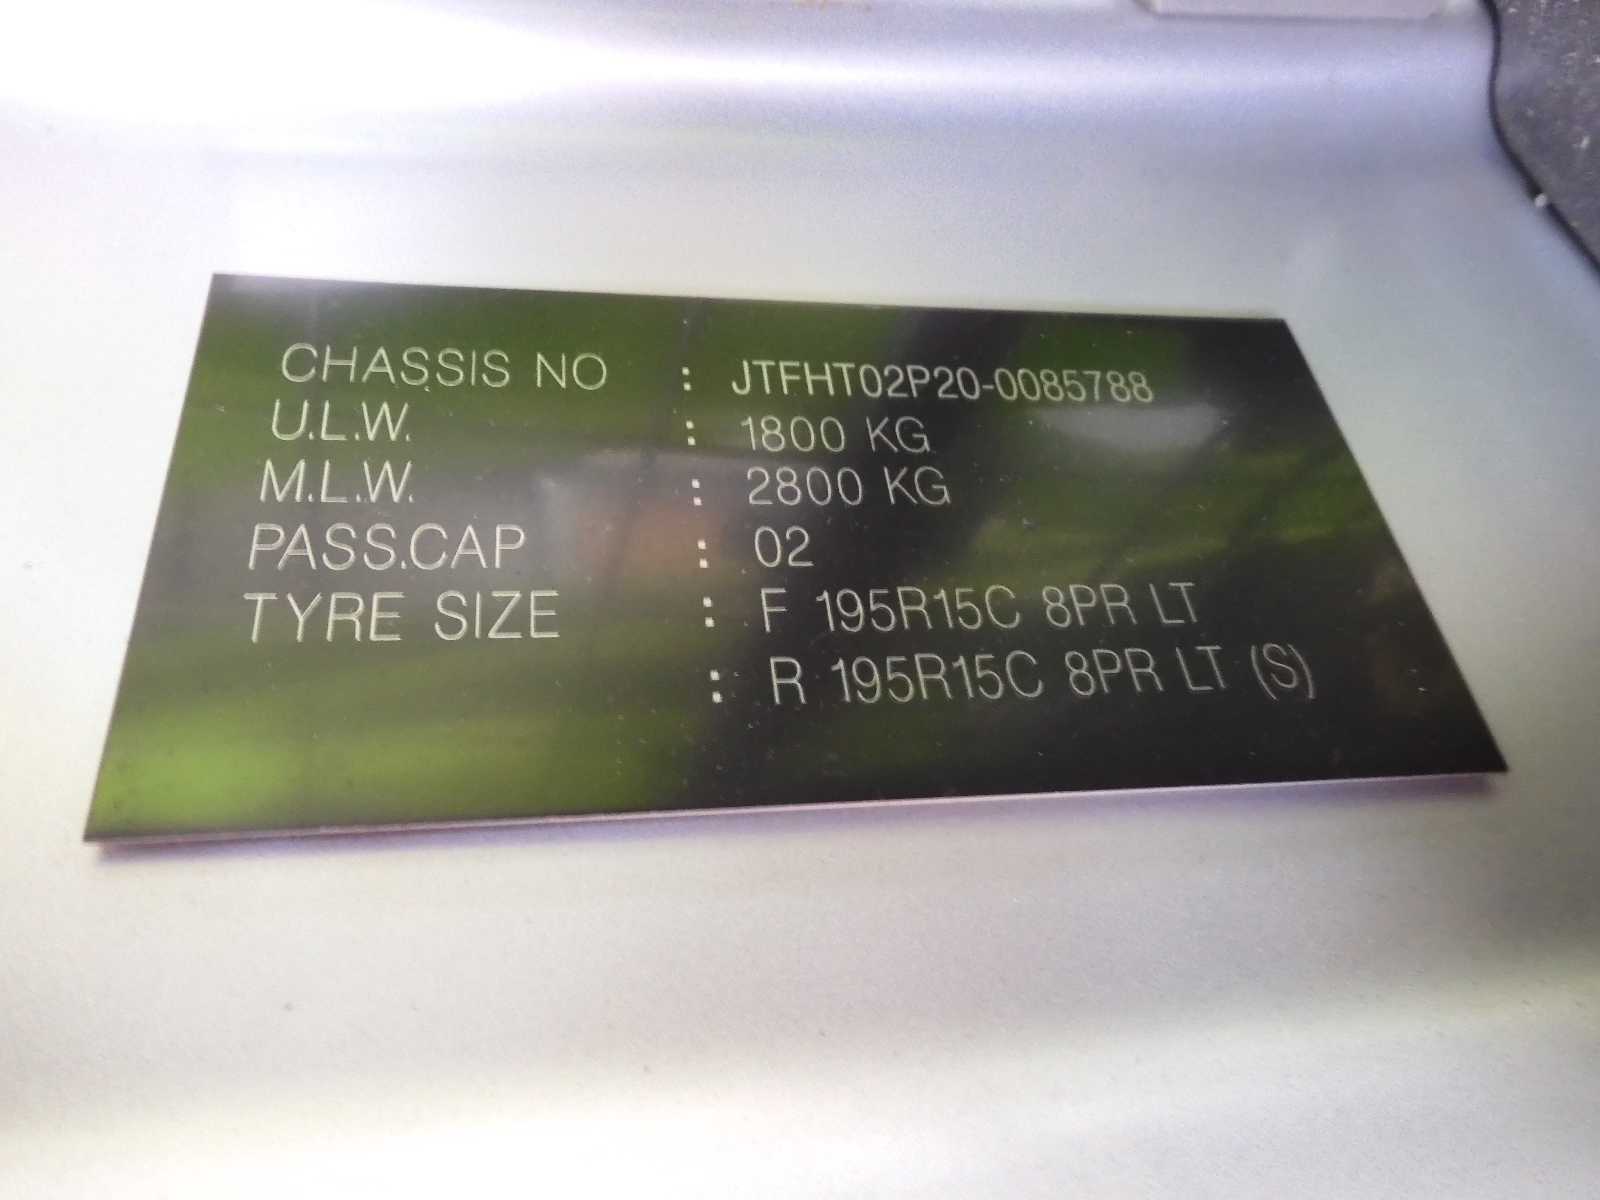 CHASSIS NO : JTFHT02P20-0085788
U.L.W. : 1800 KG
M.L.W. : 2800 KG
PASS.CAP : 02
TYRE SIZE : F 195R15C 8PR LT
: R 195R15C 8PR LT (S)